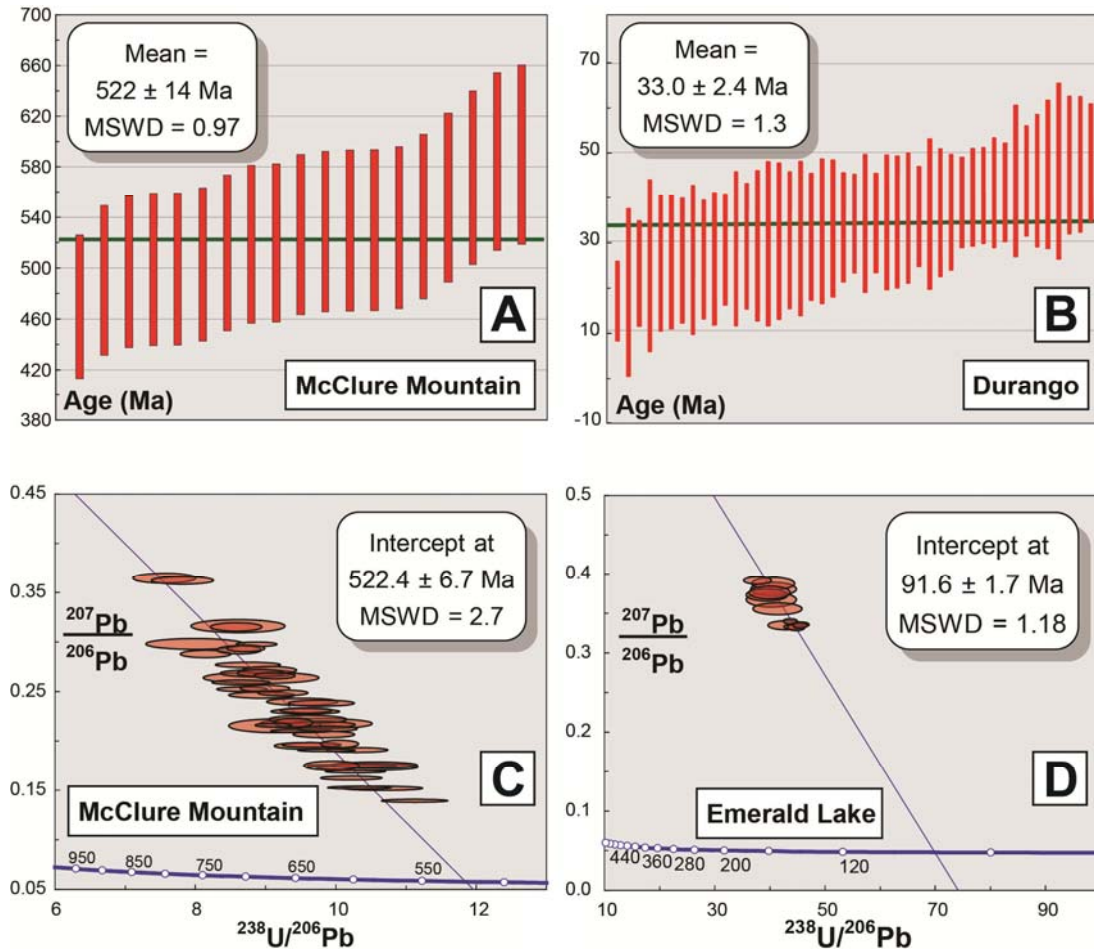 700
660
620
580
540
500
460
420
380
Mean =
522 ± 14 Ma
MSWD = 0.97
A
McClure Mountain
Age (Ma)
70
50
30
10
-10
Mean =
33.0 ± 2.4 Ma
MSWD = 1.3
B
Durango
Age (Ma)
0.45
0.35
0.25
0.15
0.05
207Pb
206Pb
Intercept at
522.4 ± 6.7 Ma
MSWD = 2.7
C
McClure Mountain
950 850 750 650 550
6 8 10 12
238U/206Pb
0.5
0.4
0.3
0.2
0.1
0.0
207Pb
206Pb
Intercept at
91.6 ± 1.7 Ma
MSWD = 1.18
D
Emerald Lake
440 360 280 200 120
10 30 50 70 90
238U/206Pb